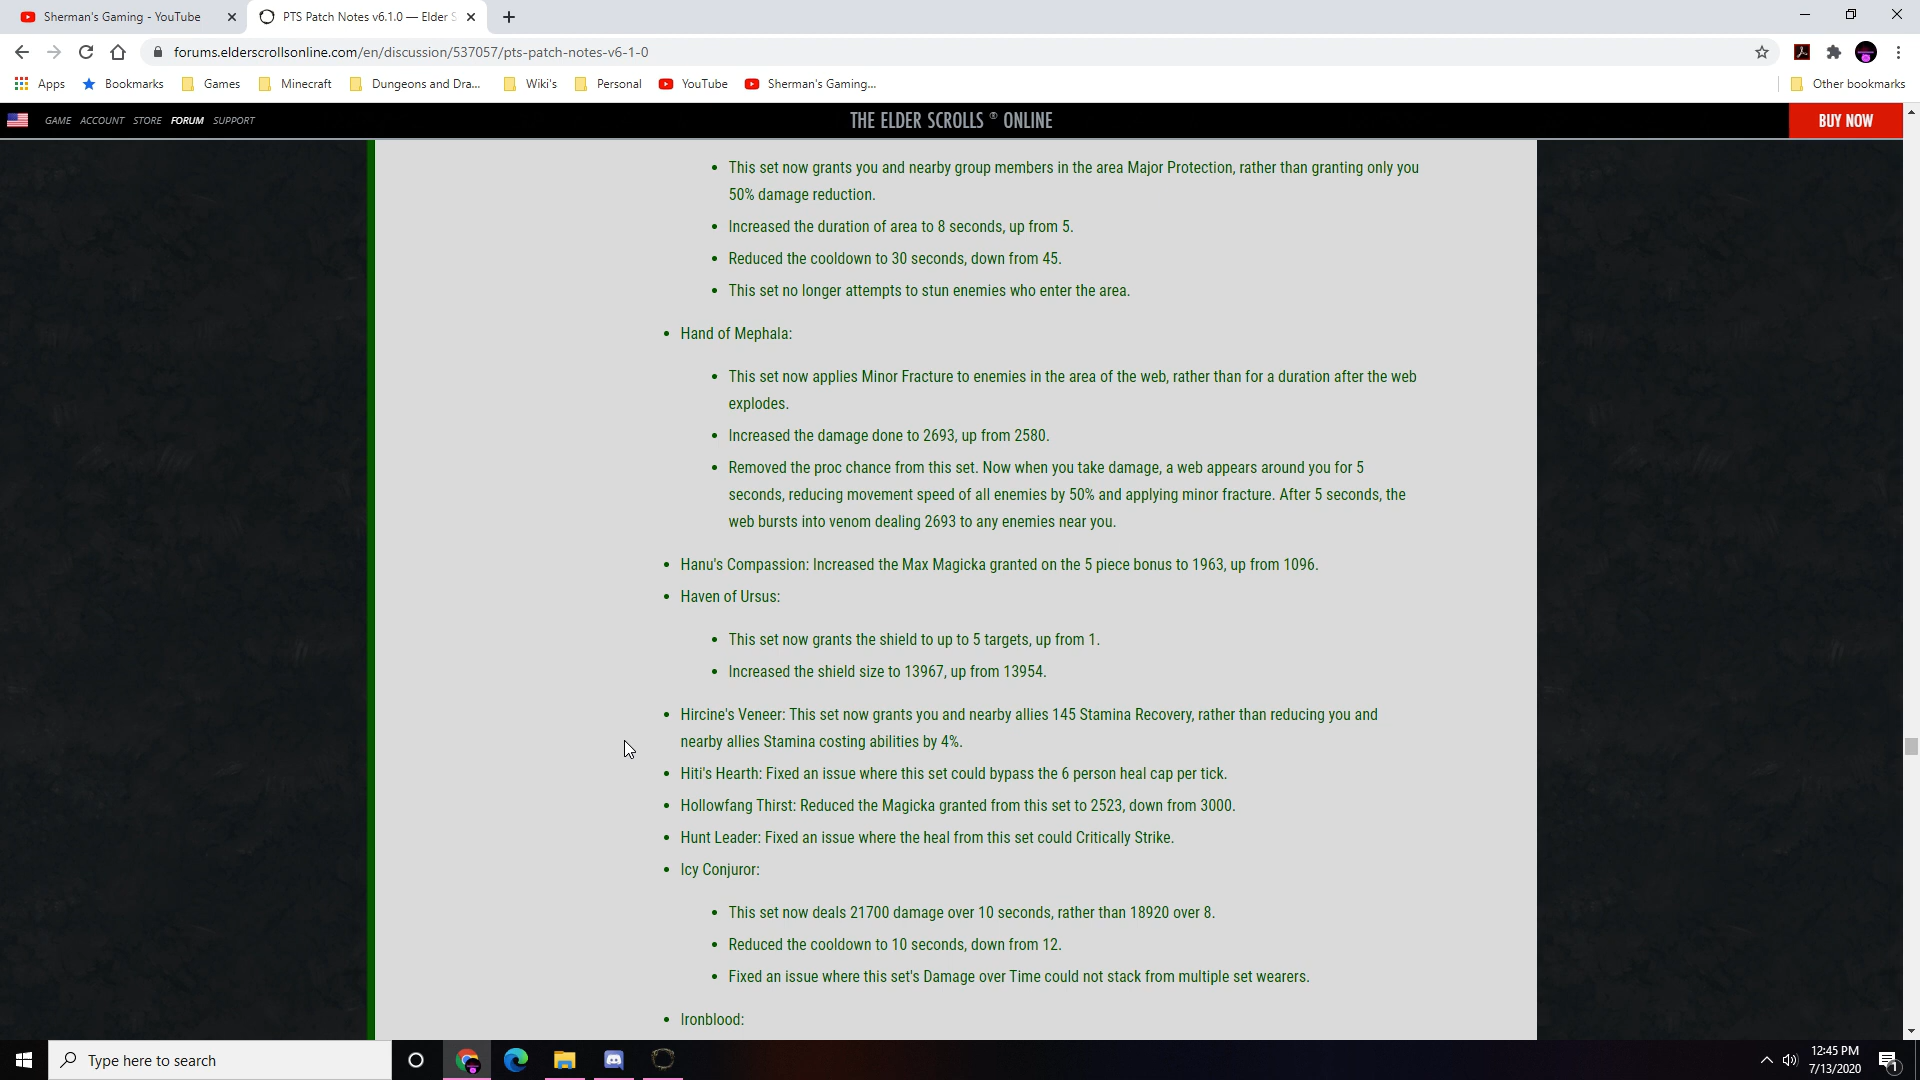 Sherman's Gaming - YouTube
PTS Patch Notes v6.1.0 — Elder S
forums.elderscrollsonline.com/en/discussion/537057/pts-patch-notes-v6-1-0
Apps Bookmarks Games Minecraft Dungeons and Dra... Wiki's Personal YouTube Sherman's Gaming... Other bookmarks
GAME ACCOUNT STORE FORUM SUPPORT THE ELDER SCROLLS ® ONLINE BUY NOW
This set now grants you and nearby group members in the area Major Protection, rather than granting only you
50% damage reduction.
Increased the duration of area to 8 seconds, up from 5.
Reduced the cooldown to 30 seconds, down from 45.
This set no longer attempts to stun enemies who enter the area.
Hand of Mephala:
This set now applies Minor Fracture to enemies in the area of the web, rather than for a duration after the web
explodes.
Increased the damage done to 2693, up from 2580.
Removed the proc chance from this set. Now when you take damage, a web appears around you for 5
seconds, reducing movement speed of all enemies by 50% and applying minor fracture. After 5 seconds, the
web bursts into venom dealing 2693 to any enemies near you.
Hanu's Compassion: Increased the Max Magicka granted on the 5 piece bonus to 1963, up from 1096.
Haven of Ursus:
This set now grants the shield to up to 5 targets, up from 1.
Increased the shield size to 13967, up from 13954.
Hircine's Veneer: This set now grants you and nearby allies 145 Stamina Recovery, rather than reducing you and
nearby allies Stamina costing abilities by 4%.
Hiti's Hearth: Fixed an issue where this set could bypass the 6 person heal cap per tick.
Hollowfang Thirst: Reduced the Magicka granted from this set to 2523, down from 3000.
Hunt Leader: Fixed an issue where the heal from this set could Critically Strike.
Icy Conjuror:
This set now deals 21700 damage over 10 seconds, rather than 18920 over 8.
Reduced the cooldown to 10 seconds, down from 12.
Fixed an issue where this set's Damage over Time could not stack from multiple set wearers.
Ironblood:
Type here to search
12:45 PM
7/13/2020
1